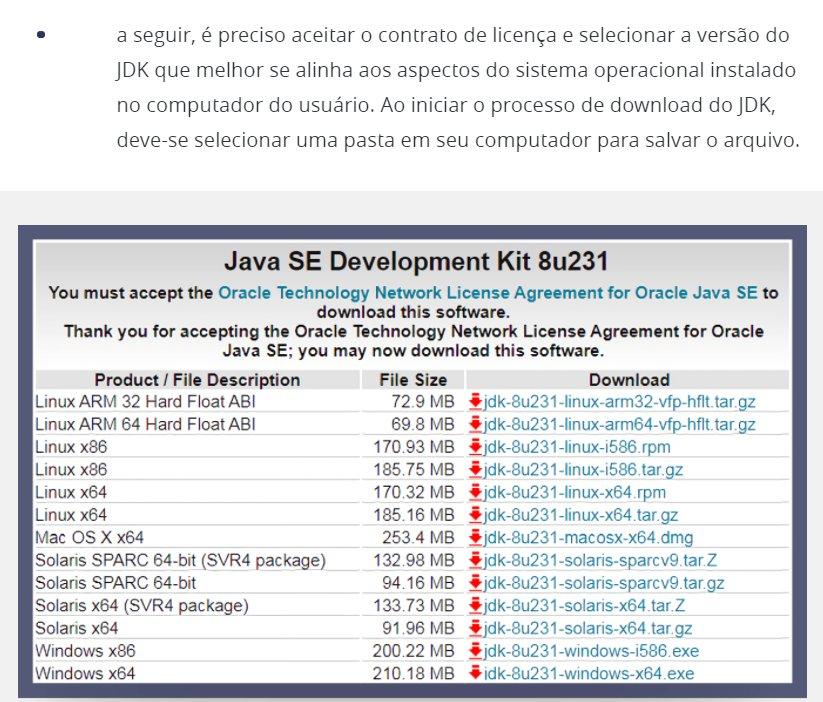 • a seguir, é preciso aceitar o contrato de licença e selecionar a versão do
JDK que melhor se alinha aos aspectos do sistema operacional instalado
no computador do usuário. Ao iniciar o processo de download do JDK,
deve-se selecionar uma pasta em seu computador para salvar o arquivo.
Java SE Development Kit 8u231
You must accept the Oracle Technology Network License Agreement for Oracle Java SE to
download this software.
Thank you for accepting the Oracle Technology Network License Agreement for Oracle
Java SE; you may now download this software.
Product / File Description File Size Download
Linux ARM 32 Hard Float ABI 72.9 MB jdk-8u231-linux-arm32-vfp-hflt.tar.gz
Linux ARM 64 Hard Float ABI 69.8 MB jdk-8u231-linux-arm64-vfp-hflt.tar.gz
Linux x86 170.93 MB jdk-8u231-linux-i586.rpm
Linux x86 185.75 MB jdk-8u231-linux-i586.tar.gz
Linux x64 170.32 MB jdk-8u231-linux-x64.rpm
Linux x64 185.16 MB jdk-8u231-linux-x64.tar.gz
Mac OS X x64 253.4 MB jdk-8u231-macosx-x64.dmg
Solaris SPARC 64-bit (SVR4 package) 132.98 MB jdk-8u231-solaris-sparcv9.tar.Z
Solaris SPARC 64-bit 94.16 MB jdk-8u231-solaris-sparcv9.tar.gz
Solaris x64 (SVR4 package) 133.73 MB jdk-8u231-solaris-x64.tar.Z
Solaris x64 91.96 MB jdk-8u231-solaris-x64.tar.gz
Windows x86 200.22 MB jdk-8u231-windows-i586.exe
Windows x64 210.18 MB jdk-8u231-windows-x64.exe